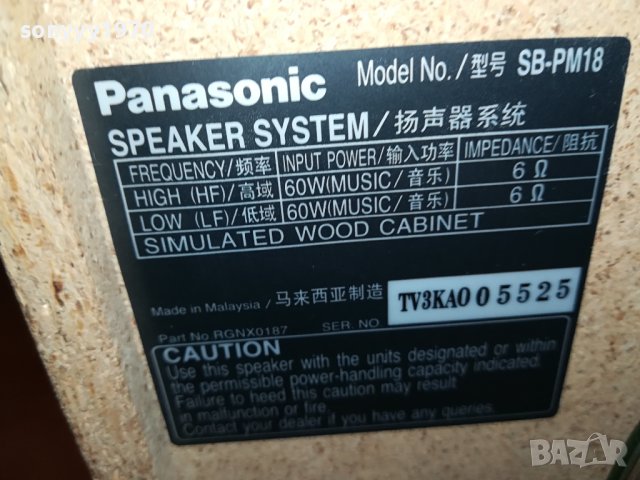 sonyvg1920
Panasonic Model No./型号 SB-PM18
SPEAKER SYSTEM/扬声器系统
FREQUENCY/频率 INPUT POWER/输入功率 IMPEDANCE/阻抗
HIGH (HF)/高域 60W(MUSIC/音乐) 6 Ω
LOW (LF)/低域 60W(MUSIC/音乐) 6 Ω
SIMULATED WOOD CABINET
Made in Malaysia/马来西亚制造 TV3KA005525
Part No.RGNX0187 SER. NO
CAUTION
Use this speaker with the units designated or within
the permissible power-handling capacity indicated.
Failure to heed this caution may result
in malfunction or fire.
Contact your dealer if you have any queries.
BAZAR
bg